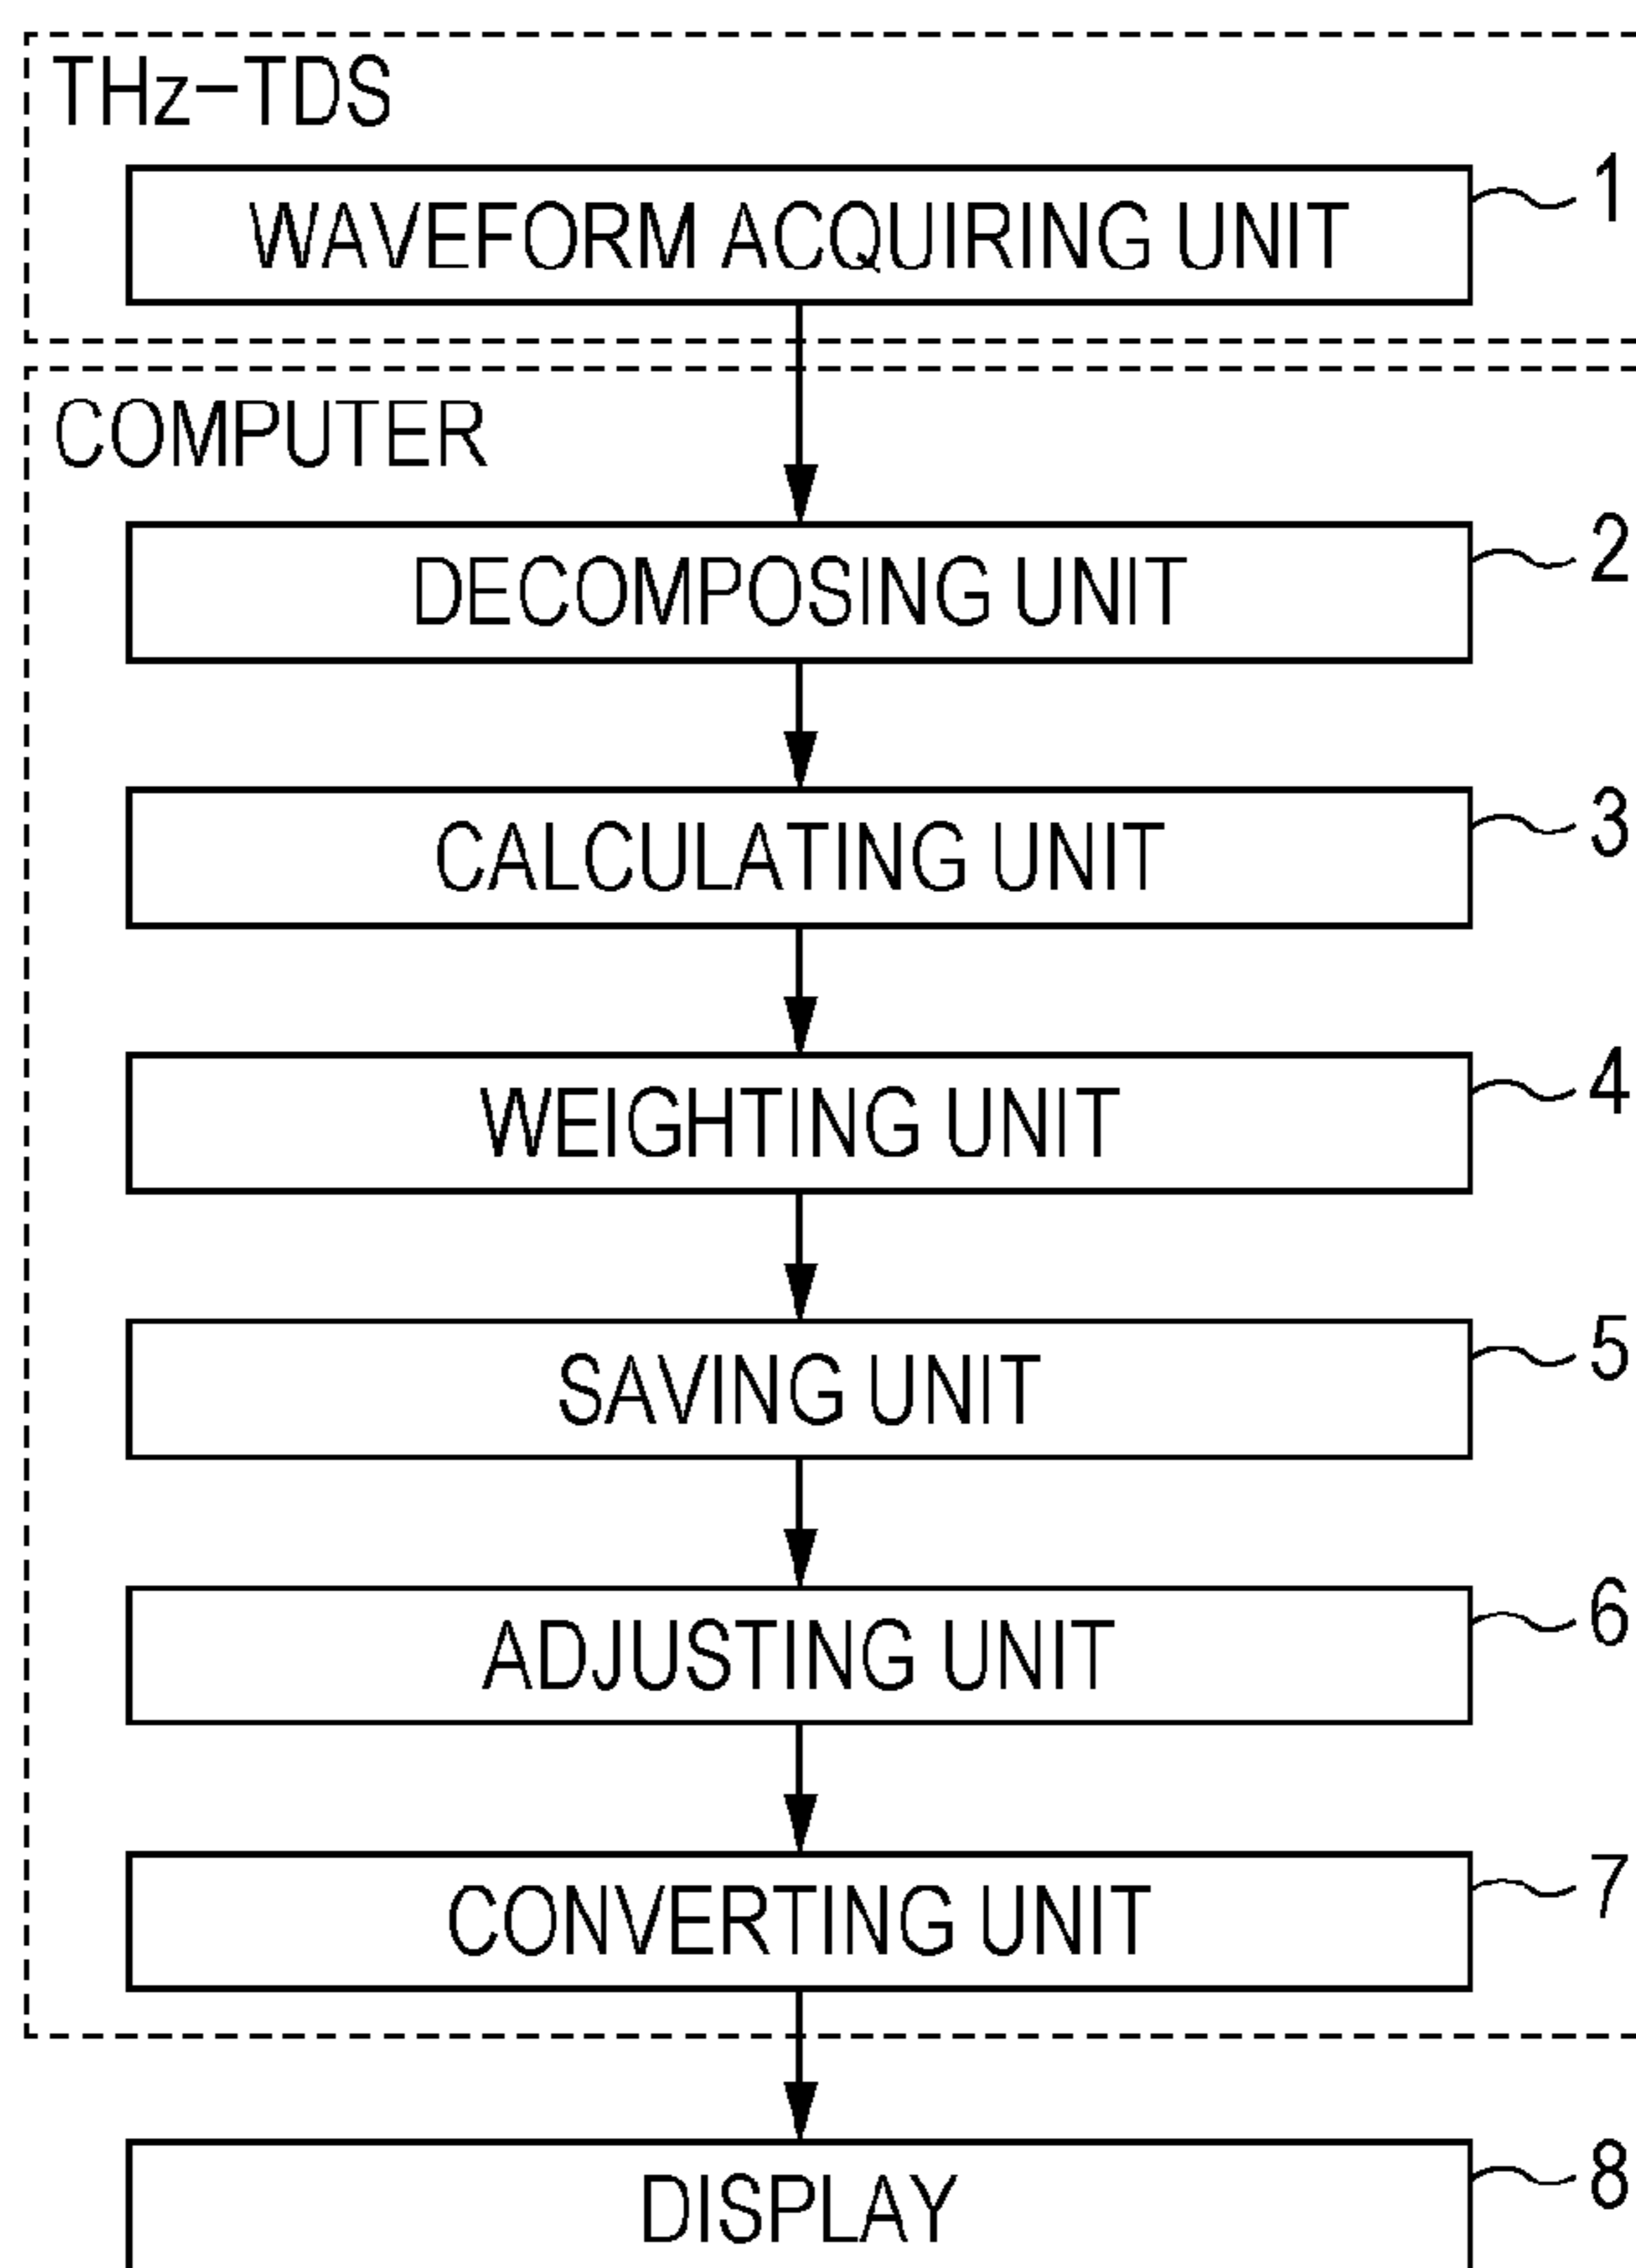 THz-TDS
WAVEFORM ACQUIRING UNIT 1
COMPUTER
DECOMPOSING UNIT 2
CALCULATING UNIT 3
WEIGHTING UNIT 4
SAVING UNIT 5
ADJUSTING UNIT 6
CONVERTING UNIT 7
DISPLAY 8